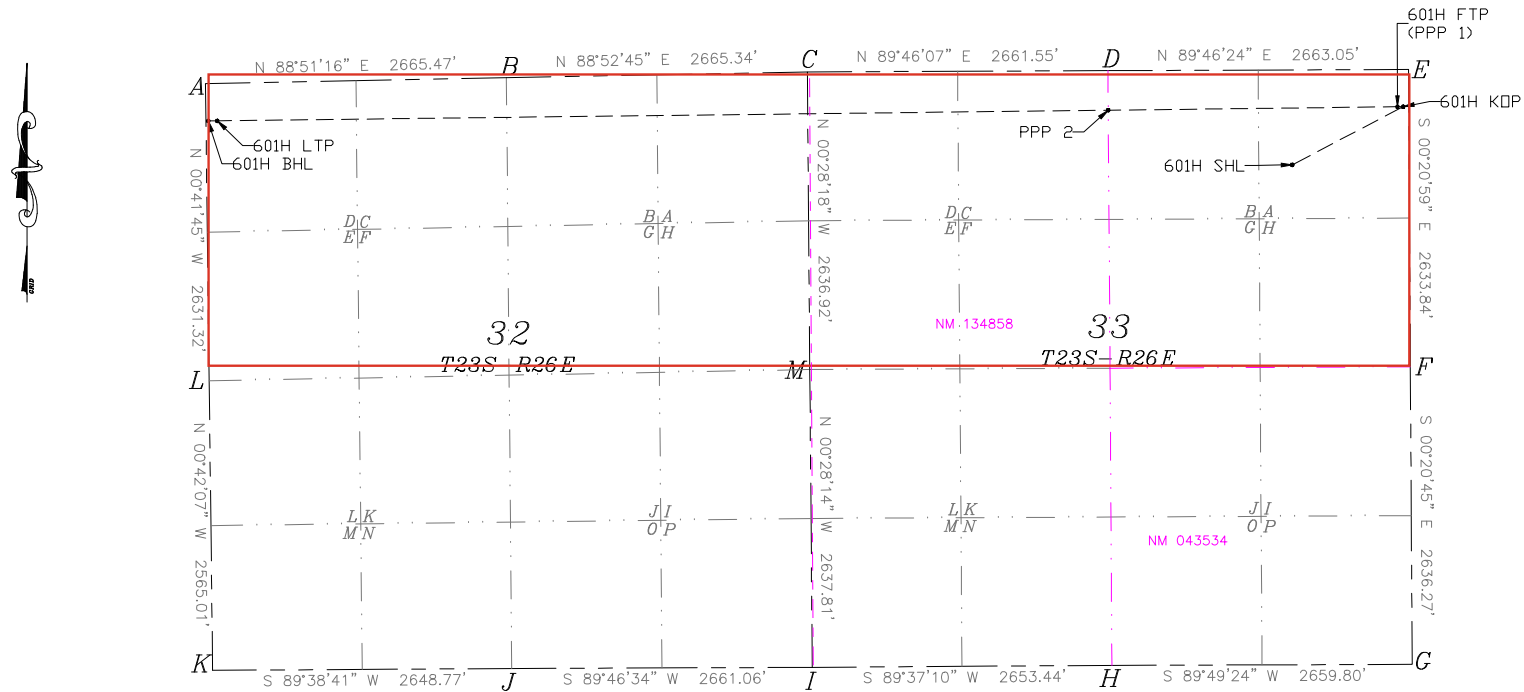 601H FTP
(PPP 1)
N 88°51'16" E 2665.47'
B
N 88°52'45" E 2665.34'
C
N 89°46'07" E 2661.55'
D
N 89°46'24" E 2663.05'
E
A
601H KOP
601H LTP
601H BHL
PPP 2
601H SHL
N 00°41'45" W 2631.32'
N 00°28'18" W 2636.92'
S 00°20'59" E 2633.84'
D C
E F
B A
G H
D C
E F
B A
G H
GRID
32
T23S-R26E
NM 134858
33
T23S-R26E
L
M
F
N 00°42'07" W 2565.01'
N 00°28'14" W 2637.81'
S 00°20'45" E 2636.27'
L K
M N
J I
O P
L K
M N
J I
O P
NM 043534
K
S 89°38'41" W 2648.77'
J
S 89°46'34" W 2661.06'
I
S 89°37'10" W 2653.44'
H
S 89°49'24" W 2659.80'
G